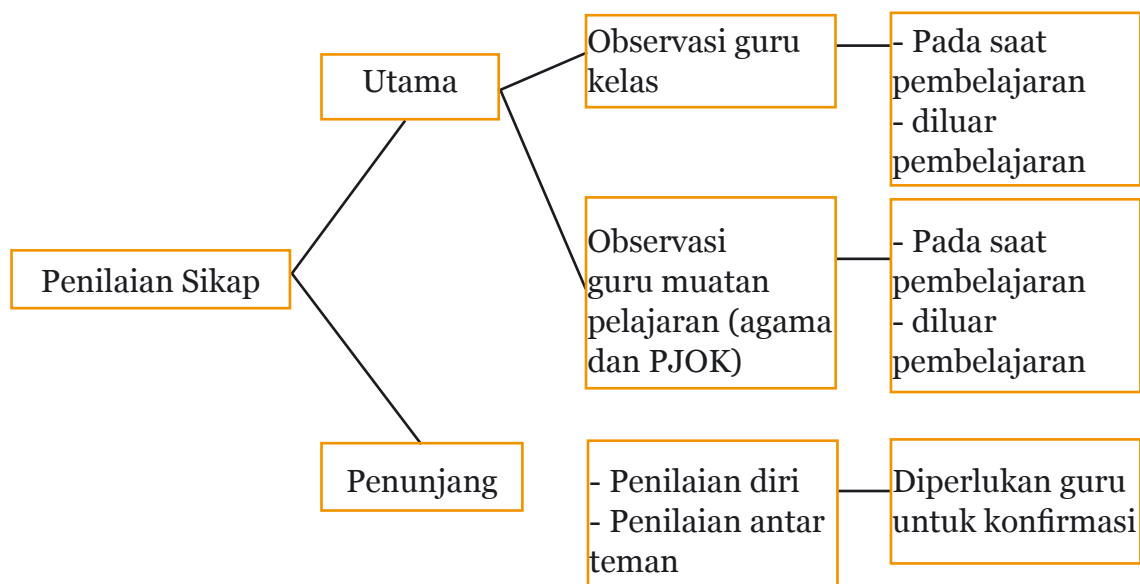 Penilaian Sikap
Utama
Observasi guru
kelas
- Pada saat
pembelajaran
- diluar
pembelajaran
Observasi
guru muatan
pelajaran (agama
dan PJOK)
- Pada saat
pembelajaran
- diluar
pembelajaran
Penunjang
- Penilaian diri
- Penilaian antar
teman
Diperlukan guru
untuk konfirmasi